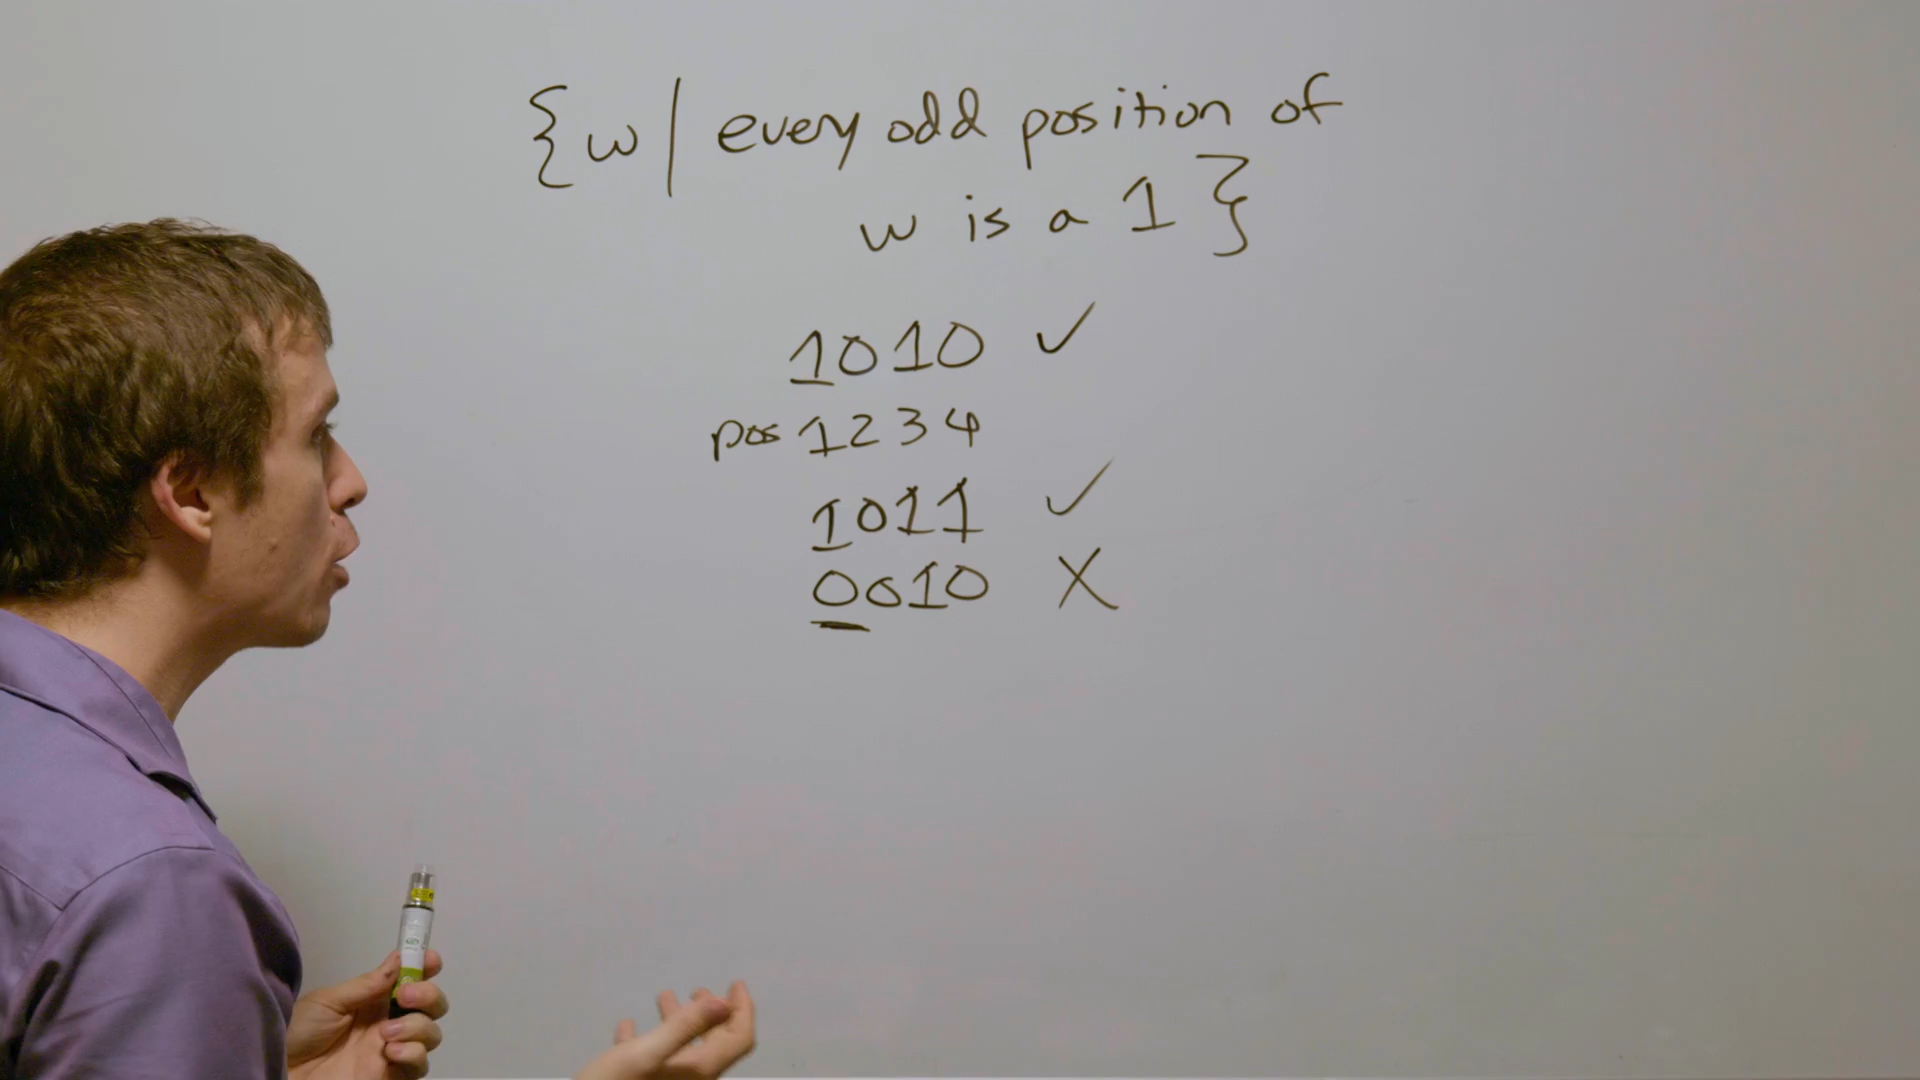 {w | every odd position of
w is a 1}
1010 ✓
pos 1234
1011 ✓
0010 X